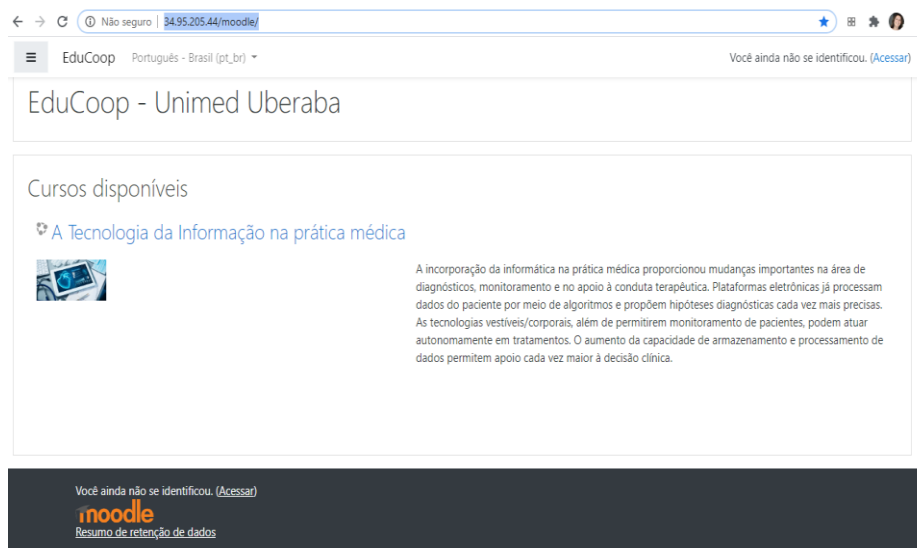 Não seguro | 34.95.205.44/moodle/
EduCoop Português - Brasil (pt_br) Você ainda não se identificou. (Acessar)
EduCoop - Unimed Uberaba
Cursos disponíveis
A Tecnologia da Informação na prática médica
A incorporação da informática na prática médica proporcionou mudanças importantes na área de
diagnósticos, monitoramento e no apoio à conduta terapêutica. Plataformas eletrônicas já processam
dados do paciente por meio de algoritmos e propõem hipóteses diagnósticas cada vez mais precisas.
As tecnologias vestíveis/corporais, além de permitirem monitoramento de pacientes, podem atuar
autonomamente em tratamentos. O aumento da capacidade de armazenamento e processamento de
dados permitem apoio cada vez maior à decisão clínica.
Você ainda não se identificou. (Acessar)
moodle
Resumo de retenção de dados